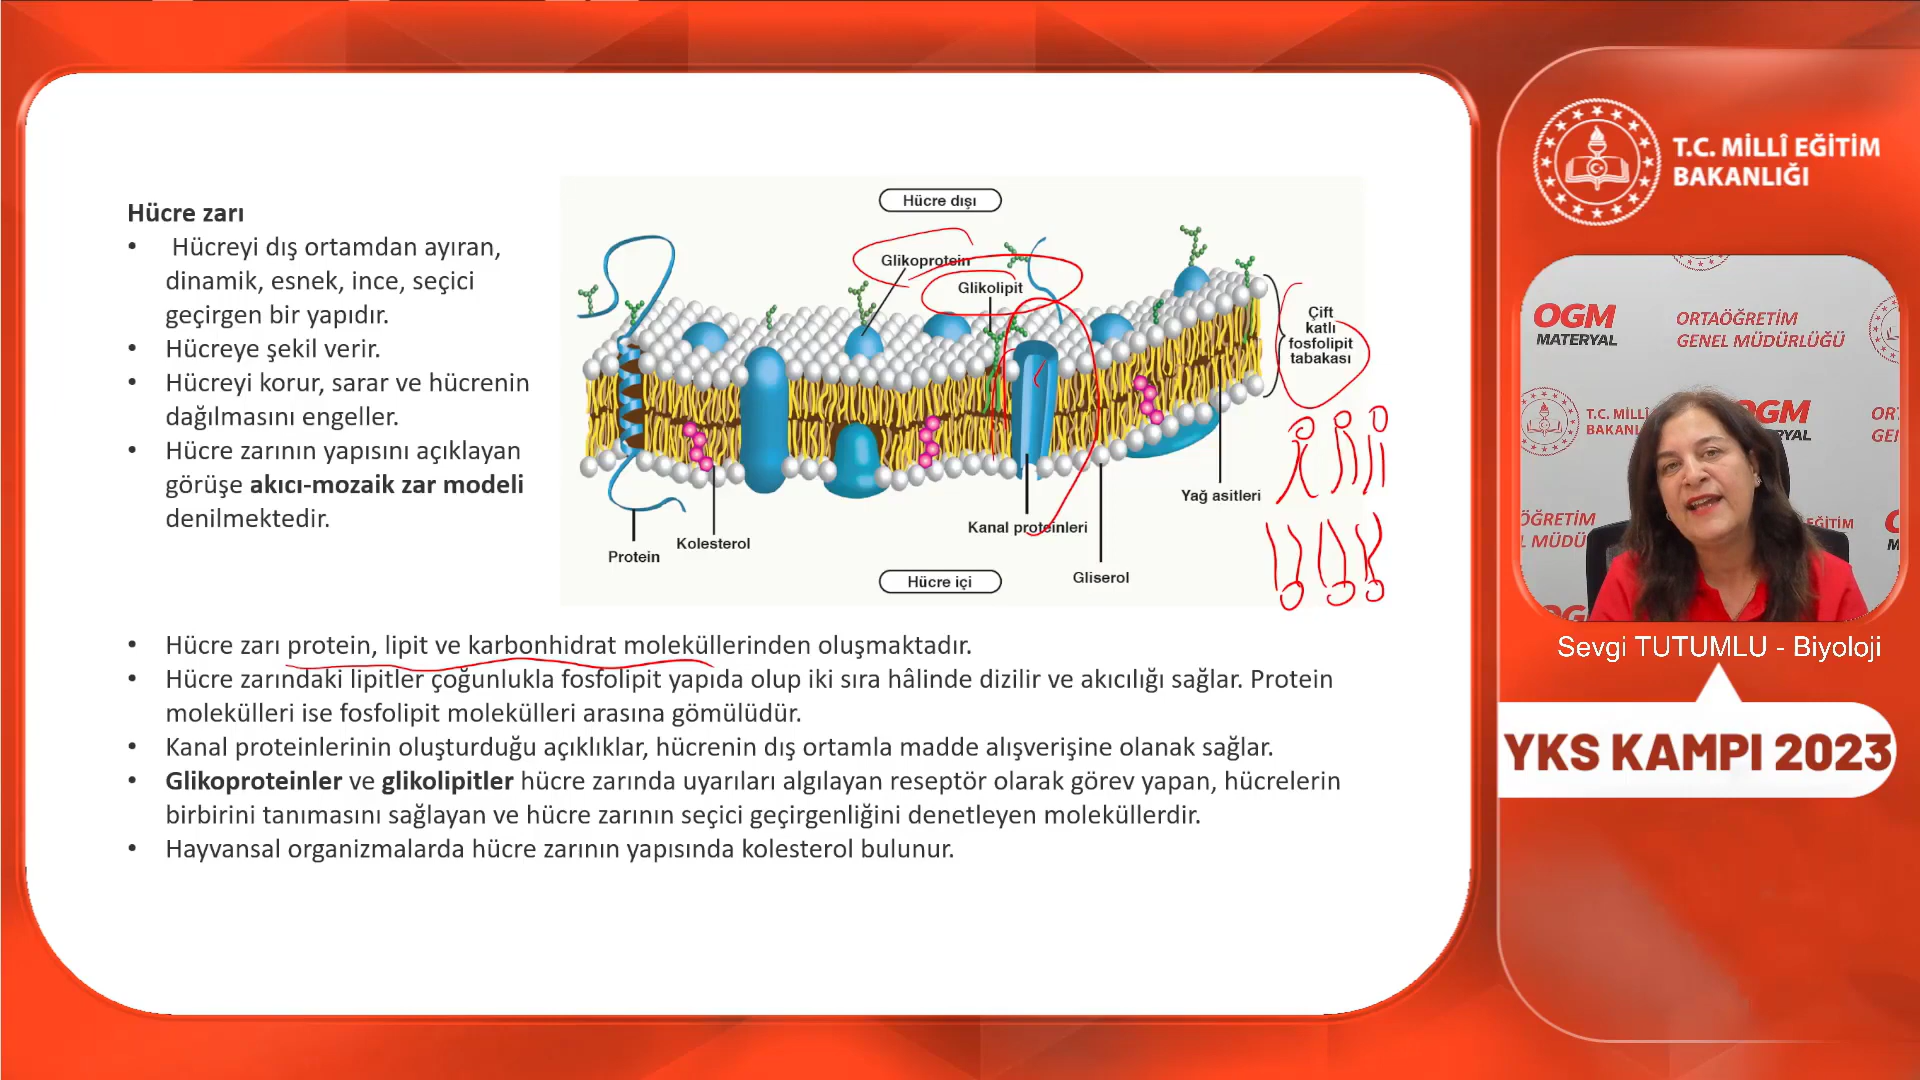 Hücre zarı
• Hücreyi dış ortamdan ayıran,
dinamik, esnek, ince, seçici
geçirgen bir yapıdır.
• Hücreye şekil verir.
• Hücreyi korur, sarar ve hücrenin
dağılmasını engeller.
• Hücre zarının yapısını açıklayan
görüşe akıcı-mozaik zar modeli
denilmektedir.
Hücre dışı
Glikoprotein
Glikolipit
Çift
katlı
fosfolipit
tabakası
Yağ asitleri
Kanal proteinleri
Kolesterol
Protein
Gliserol
Hücre içi
• Hücre zarı protein, lipit ve karbonhidrat moleküllerinden oluşmaktadır.
• Hücre zarındaki lipitler çoğunlukla fosfolipit yapıda olup iki sıra hâlinde dizilir ve akıcılığı sağlar. Protein
molekülleri ise fosfolipit molekülleri arasına gömülüdür.
• Kanal proteinlerinin oluşturduğu açıklıklar, hücrenin dış ortamla madde alışverişine olanak sağlar.
• Glikoproteinler ve glikolipitler hücre zarında uyarıları algılayan reseptör olarak görev yapan, hücrelerin
birbirini tanımasını sağlayan ve hücre zarının seçici geçirgenliğini denetleyen moleküllerdir.
• Hayvansal organizmalarda hücre zarının yapısında kolesterol bulunur.
T.C. MİLLÎ EĞİTİM
BAKANLIĞI
OGM
MATERYAL
ORTAÖĞRETİM
GENEL MÜDÜRLÜĞÜ
Sevgi TUTUMLU - Biyoloji
YKS KAMPI 2023